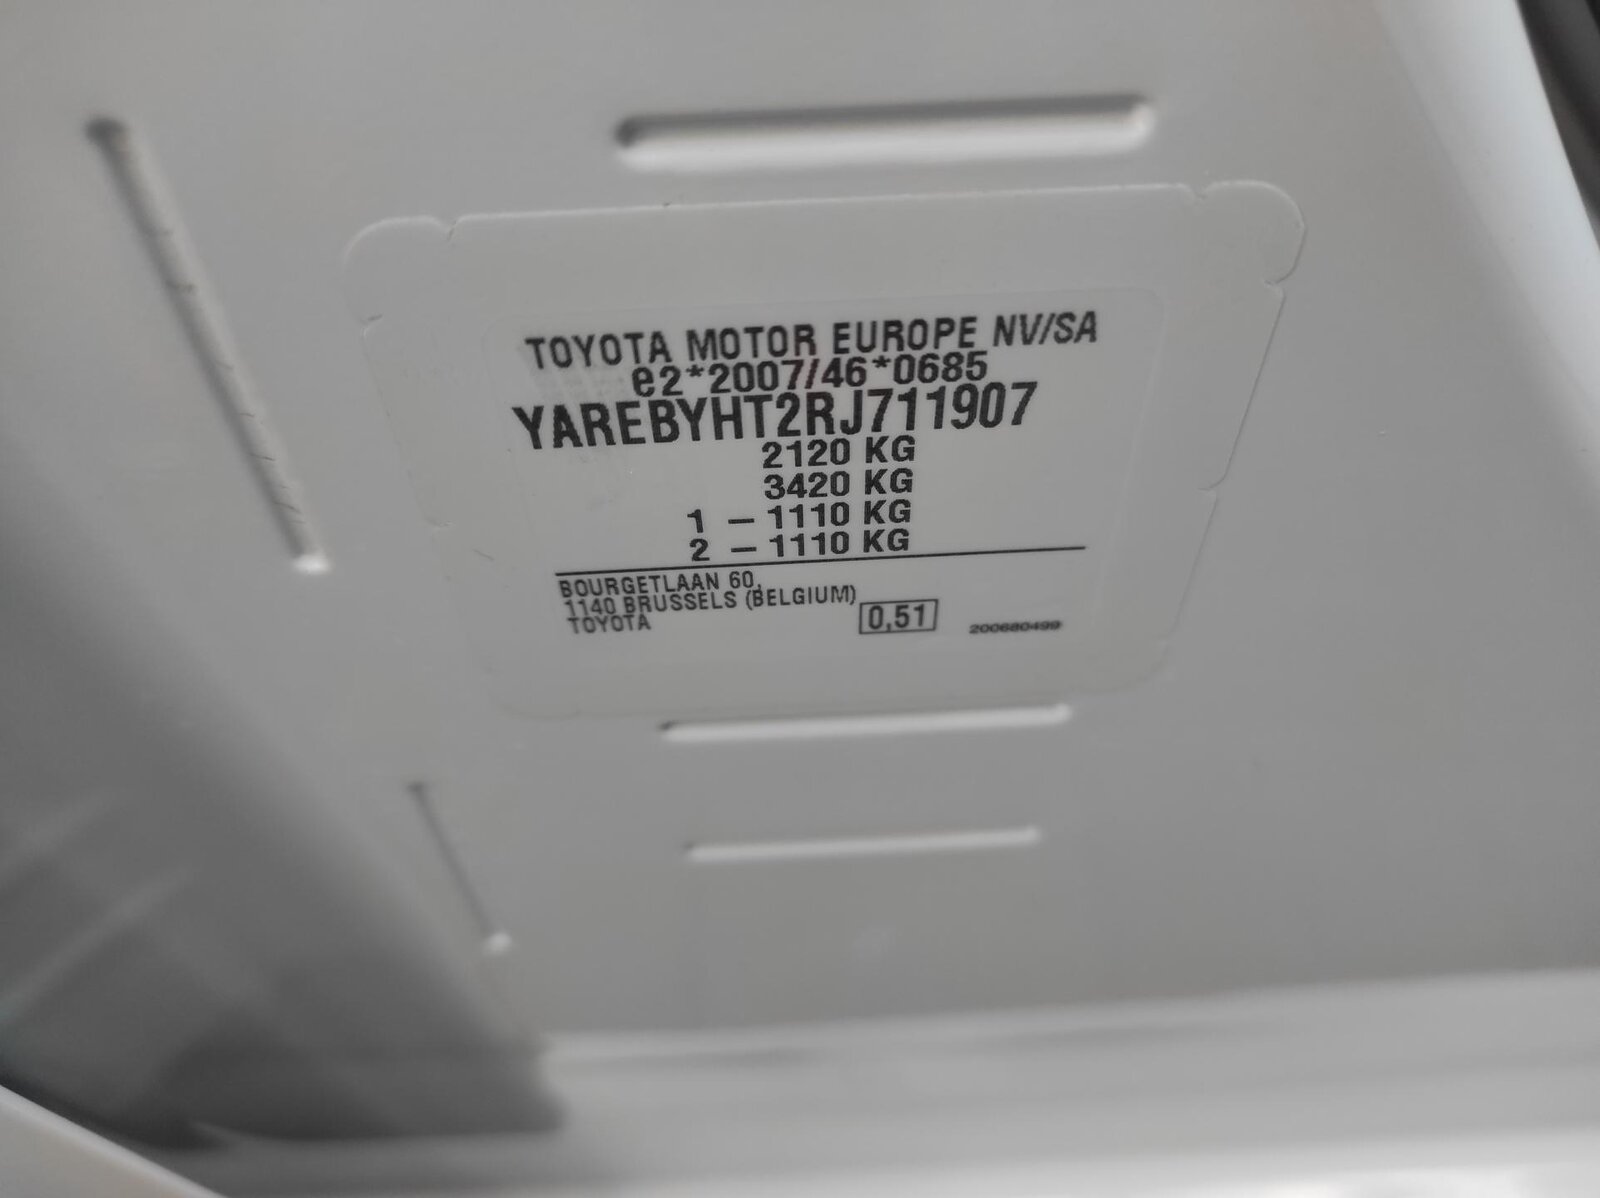 TOYOTA MOTOR EUROPE NV/SA
e2*2007/46*0685
YAREBYHT2RJ711907
2120 KG
3420 KG
1 – 1110 KG
2 – 1110 KG
BOURGETLAAN 60,
1140 BRUSSELS (BELGIUM)
TOYOTA
0,51
200680499